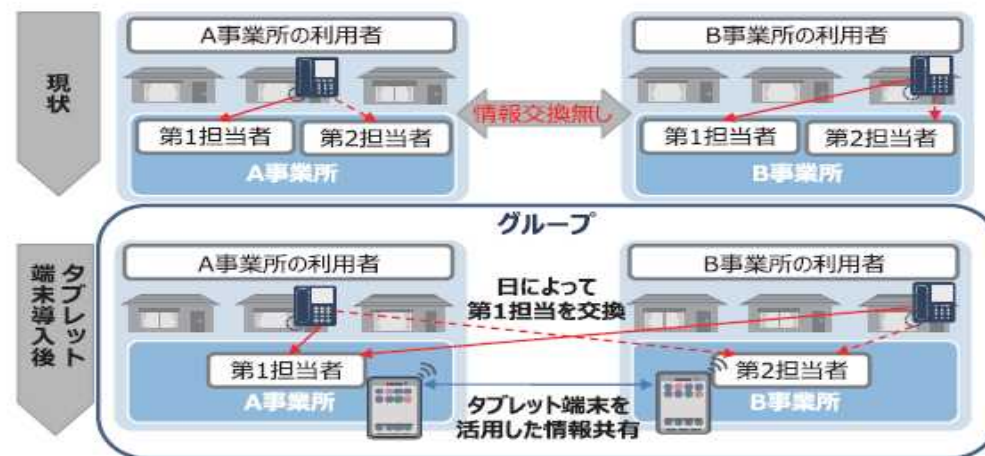 現状
A事業所の利用者
第1担当者
第2担当者
A事業所
情報交換無し
B事業所の利用者
第1担当者
第2担当者
B事業所
タブレット
端末導入後
グループ
A事業所の利用者
第1担当者
A事業所
日によって
第1担当を交換
タブレット端末を
活用した情報共有
B事業所の利用者
第2担当者
B事業所